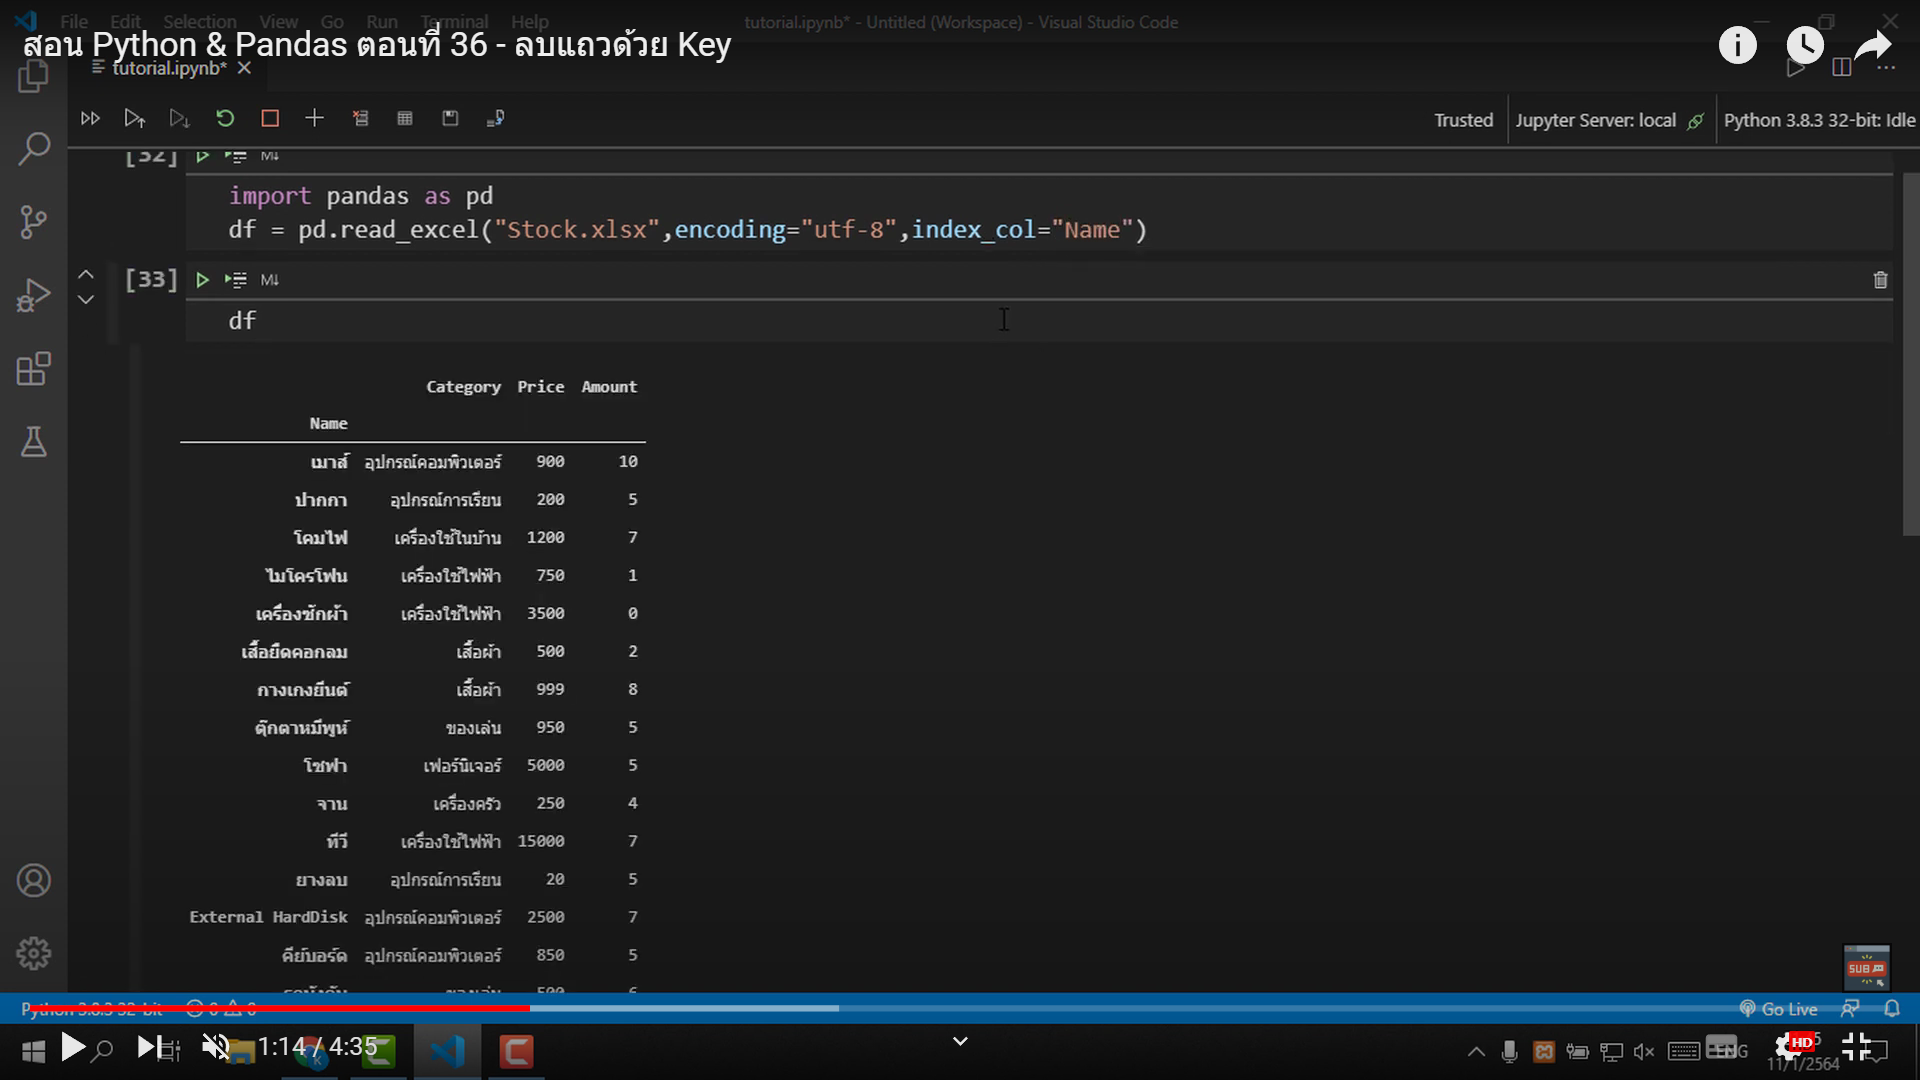 File Edit Selection View Go Run Terminal Help tutorial.ipynb* - Untitled (Workspace) - Visual Studio Code
สอน Python & Pandas ตอนที่ 36 - ลบแถวด้วย Key
tutorial.ipynb*
Trusted Jupyter Server: local Python 3.8.3 32-bit: Idle
[32] M↓
import pandas as pd
df = pd.read_excel("Stock.xlsx",encoding="utf-8",index_col="Name")
[33] M↓
df
Category Price Amount
Name
เมาส์ อุปกรณ์คอมพิวเตอร์ 900 10
ปากกา อุปกรณ์การเรียน 200 5
โคมไฟ เครื่องใช้ในบ้าน 1200 7
ไมโครโฟน เครื่องใช้ไฟฟ้า 750 1
เครื่องซักผ้า เครื่องใช้ไฟฟ้า 3500 0
เสื้อยืดคอกลม เสื้อผ้า 500 2
กางเกงยีนต์ เสื้อผ้า 999 8
ตุ๊กตาหมีพูห์ ของเล่น 950 5
โซฟา เฟอร์นิเจอร์ 5000 5
จาน เครื่องครัว 250 4
ทีวี เครื่องใช้ไฟฟ้า 15000 7
ยางลบ อุปกรณ์การเรียน 20 5
External HardDisk อุปกรณ์คอมพิวเตอร์ 2500 7
คีย์บอร์ด อุปกรณ์คอมพิวเตอร์ 850 5
ของเล่น 500 6
SUB
Python 3.8.3 32-bit 0 0 Go Live
1:14 / 4:35
ENG HD
11/1/2564